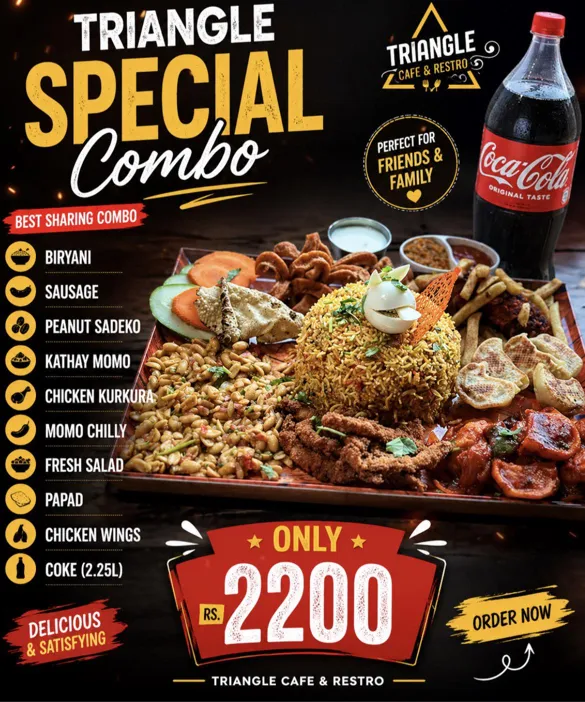 TRIANGLE
SPECIAL
Combo
TRIANGLE
CAFE & RESTRO
PERFECT FOR
FRIENDS &
FAMILY
Coca-Cola
ORIGINAL TASTE
BEST SHARING COMBO
BIRYANI
SAUSAGE
PEANUT SADEKO
KATHAY MOMO
CHICKEN KURKURA
MOMO CHILLY
FRESH SALAD
PAPAD
CHICKEN WINGS
COKE (2.25L)
DELICIOUS
& SATISFYING
ONLY
RS. 2200
TRIANGLE CAFE & RESTRO
ORDER NOW